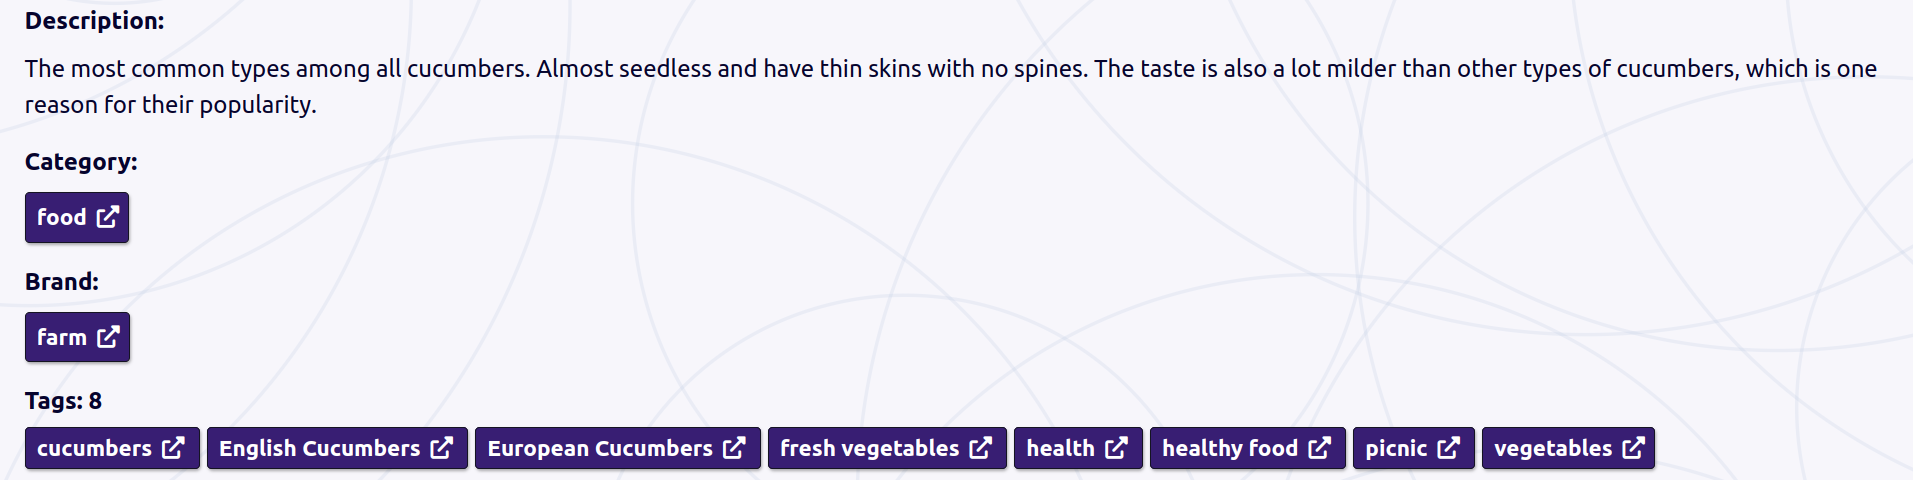 Description:
The most common types among all cucumbers. Almost seedless and have thin skins with no spines. The taste is also a lot milder than other types of cucumbers, which is one
reason for their popularity.
Category:
food
Brand:
farm
Tags: 8
cucumbers English Cucumbers European Cucumbers fresh vegetables health healthy food picnic vegetables